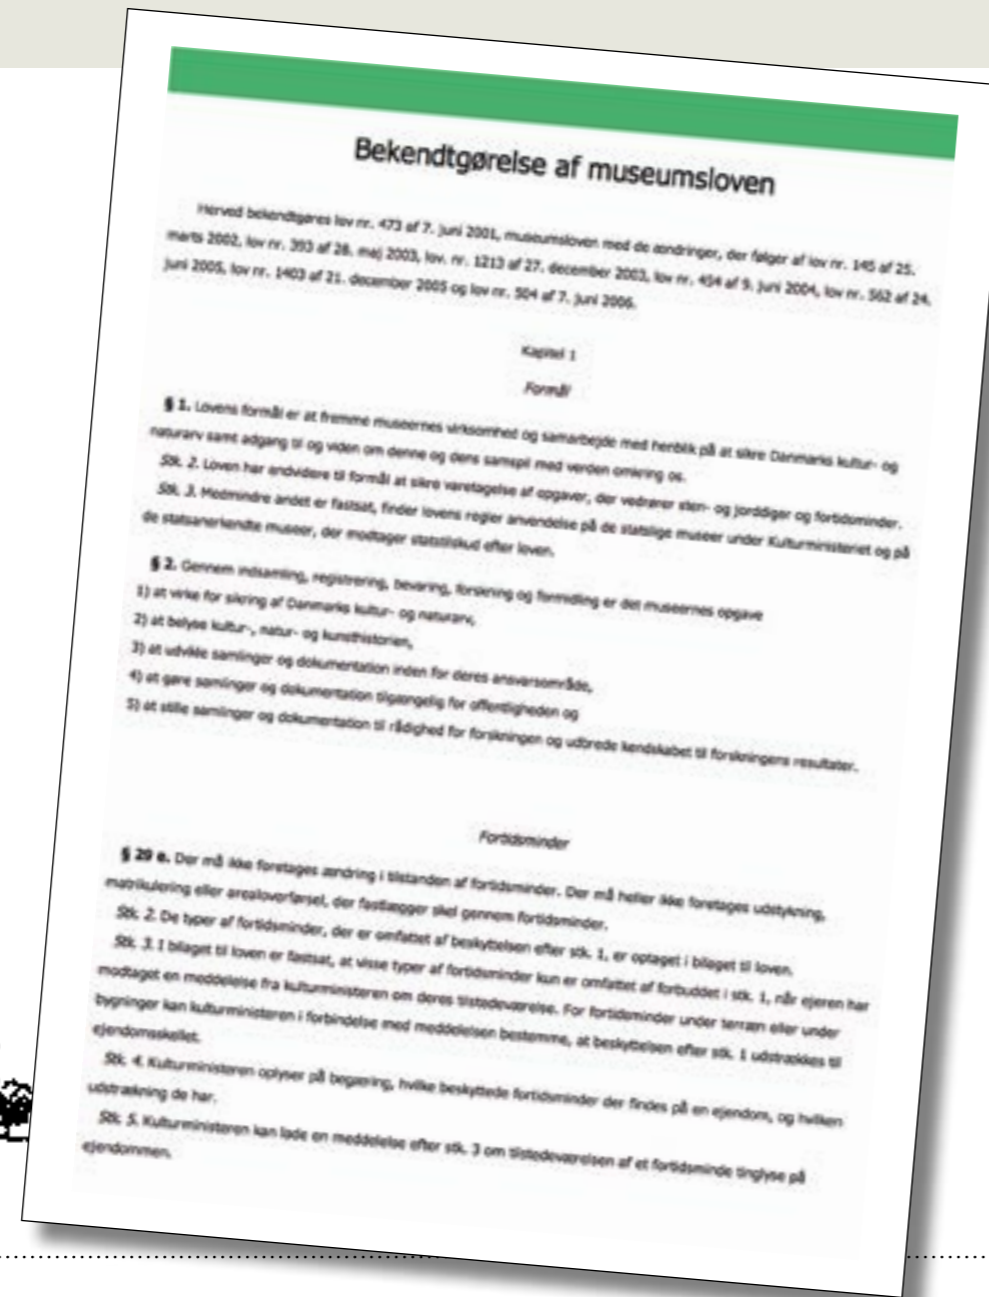 Bekendtgørelse af museumsloven
Herved bekendtgøres lov nr. 473 af 7. juni 2001, museumsloven med de ændringer, der følger af lov nr. 145 af 25.
marts 2002, lov nr. 393 af 28. maj 2003, lov. nr. 1213 af 27. december 2003, lov nr. 454 af 9. juni 2004, lov nr. 562 af 24.
juni 2005, lov nr. 1403 af 21. december 2005 og lov nr. 504 af 7. juni 2006.
Kapitel 1
Formål
§ 1. Lovens formål er at fremme museernes virksomhed og samarbejde med henblik på at sikre Danmarks kultur- og
naturarv samt adgang til og viden om denne og dens samspil med verden omkring os.
Stk. 2. Loven har endvidere til formål at sikre varetagelse af opgaver, der vedrører sten- og jorddiger og fortidsminder.
Stk. 3. Medmindre andet er fastsat, finder lovens regler anvendelse på de statslige museer under Kulturministeriet og på
de statsanerkendte museer, der modtager statstilskud efter loven.
§ 2. Gennem indsamling, registrering, bevaring, forskning og formidling er det museernes opgave
1) at virke for sikring af Danmarks kultur- og naturarv,
2) at belyse kultur-, natur- og kunsthistorien,
3) at udvikle samlinger og dokumentation inden for deres ansvarsområde,
4) at gøre samlinger og dokumentation tilgængelig for offentligheden og
5) at stille samlinger og dokumentation til rådighed for forskningen og udbrede kendskabet til forskningens resultater.
Fortidsminder
§ 29 e. Der må ikke foretages ændring i tilstanden af fortidsminder. Der må heller ikke foretages udstykning,
matrikulering eller arealoverførsel, der fastlægger skel gennem fortidsminder.
Stk. 2. De typer af fortidsminder, der er omfattet af beskyttelsen efter stk. 1, er optaget i bilaget til loven.
Stk. 3. I bilaget til loven er fastsat, at visse typer af fortidsminder kun er omfattet af forbuddet i stk. 1, når ejeren har
modtaget en meddelelse fra kulturministeren om deres tilstedeværelse. For fortidsminder under terræn eller under
bygninger kan kulturministeren i forbindelse med meddelelsen bestemme, at beskyttelsen efter stk. 1 udstrækkes til
ejendomsskellet.
Stk. 4. Kulturministeren oplyser på begæring, hvilke beskyttede fortidsminder der findes på en ejendom, og hvilken
udstrækning de har.
Stk. 5. Kulturministeren kan lade en meddelelse efter stk. 3 om tilstedeværelsen af et fortidsminde tinglyse på
ejendommen.